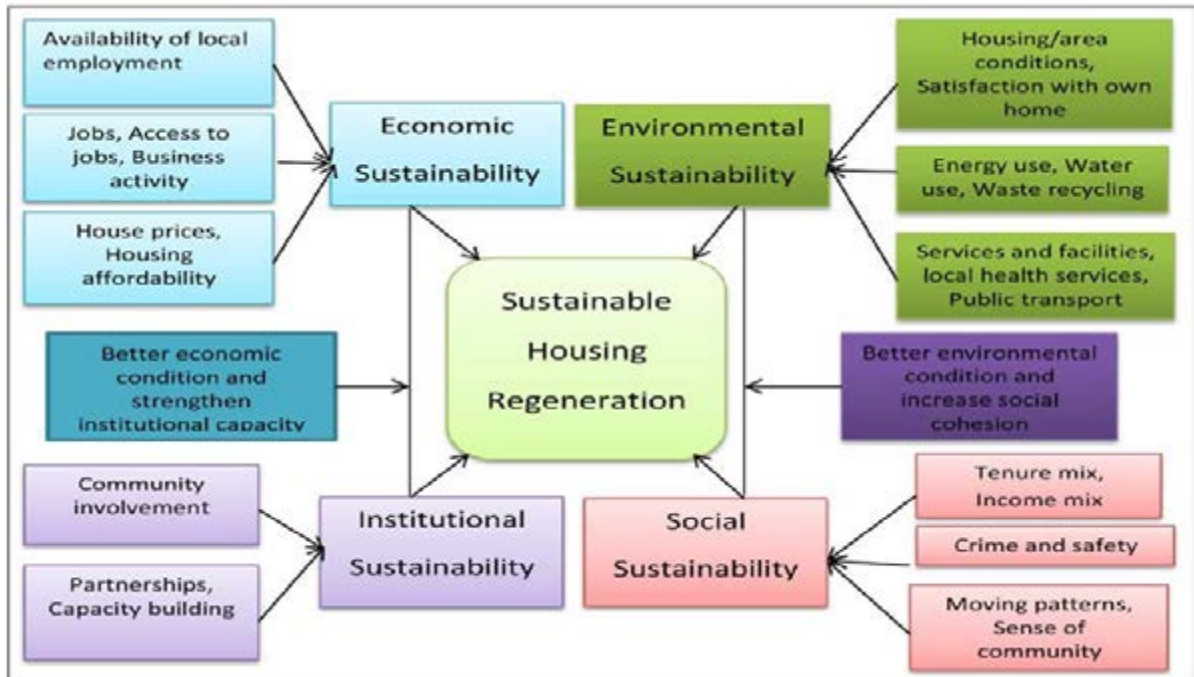 Availability of local
employment
Jobs, Access to
jobs, Business
activity
House prices,
Housing
affordability
Economic
Sustainability
Environmental
Sustainability
Housing/area
conditions,
Satisfaction with own
home
Energy use, Water
use, Waste recycling
Services and facilities,
local health services,
Public transport
Better economic
condition and
strengthen
institutional capacity
Sustainable
Housing
Regeneration
Better environmental
condition and
increase social
cohesion
Community
involvement
Partnerships,
Capacity building
Institutional
Sustainability
Social
Sustainability
Tenure mix,
Income mix
Crime and safety
Moving patterns,
Sense of
community